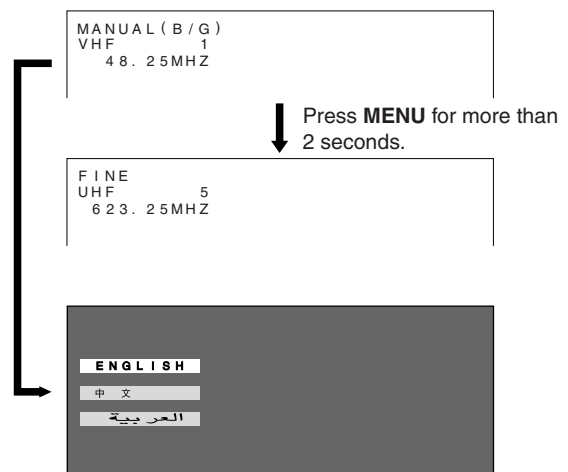 MANUAL(B/G)
VHF 1
48.25MHZ
Press MENU for more than
2 seconds.
FINE
UHF 5
623.25MHZ
ENGLISH
中 文
العربية